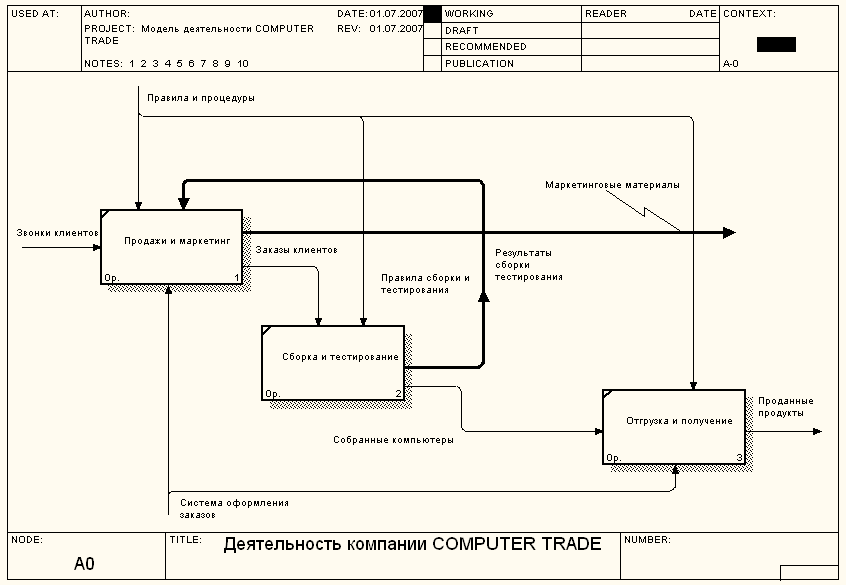 USED AT:
AUTHOR:
DATE: 01.07.2007
PROJECT: Модель деятельности COMPUTER
TRADE
REV: 01.07.2007
NOTES: 1 2 3 4 5 6 7 8 9 10
WORKING
DRAFT
RECOMMENDED
PUBLICATION
READER
DATE
CONTEXT:
A-0
Правила и процедуры
Маркетинговые материалы
Звонки клиентов
Продажи и маркетинг
0р.
1
Заказы клиентов
Результаты
сборки
тестирования
Правила сборки и
тестирования
Сборка и тестирование
0р.
2
Собранные компьютеры
Отгрузка и получение
0р.
3
Проданные
продукты
Система оформления
заказов
NODE:
A0
TITLE:
Деятельность компании COMPUTER TRADE
NUMBER: